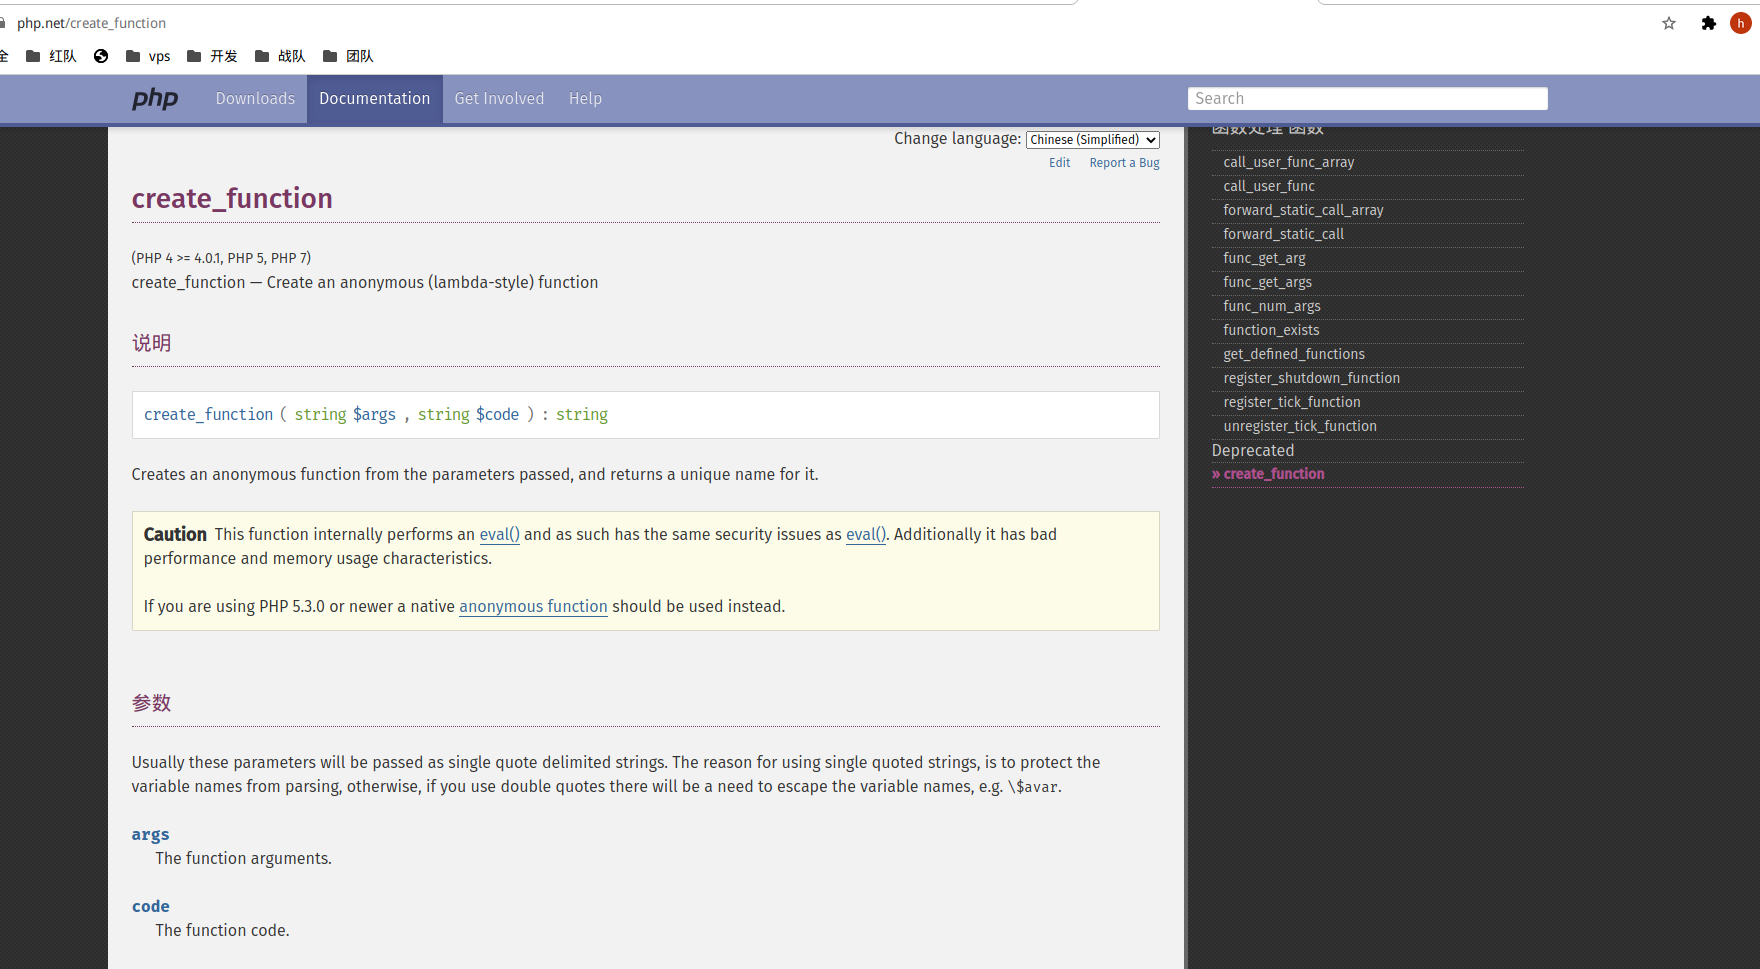 php.net/create_function
h
全 红队 vps 开发 战队 团队
php Downloads Documentation Get Involved Help Search
Change language: Chinese (Simplified)
Edit Report a Bug
create_function
(PHP 4 >= 4.0.1, PHP 5, PHP 7)
create_function — Create an anonymous (lambda-style) function
说明
create_function ( string $args , string $code ) : string
Creates an anonymous function from the parameters passed, and returns a unique name for it.
Caution This function internally performs an eval() and as such has the same security issues as eval(). Additionally it has bad
performance and memory usage characteristics.
If you are using PHP 5.3.0 or newer a native anonymous function should be used instead.
参数
Usually these parameters will be passed as single quote delimited strings. The reason for using single quoted strings, is to protect the
variable names from parsing, otherwise, if you use double quotes there will be a need to escape the variable names, e.g. \$avar.
args
The function arguments.
code
The function code.
函数处理 函数
call_user_func_array
call_user_func
forward_static_call_array
forward_static_call
func_get_arg
func_get_args
func_num_args
function_exists
get_defined_functions
register_shutdown_function
register_tick_function
unregister_tick_function
Deprecated
» create_function